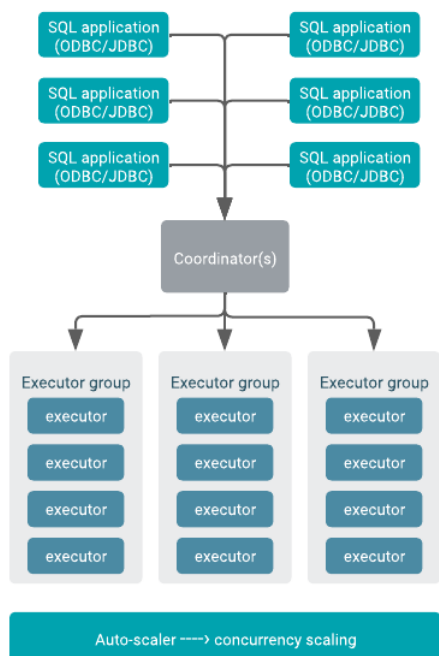 SQL application
(ODBC/JDBC)
SQL application
(ODBC/JDBC)
SQL application
(ODBC/JDBC)
SQL application
(ODBC/JDBC)
SQL application
(ODBC/JDBC)
SQL application
(ODBC/JDBC)
Coordinator(s)
Executor group
executor
executor
executor
executor
Executor group
executor
executor
executor
executor
Executor group
executor
executor
executor
executor
Auto-scaler ----> concurrency scaling